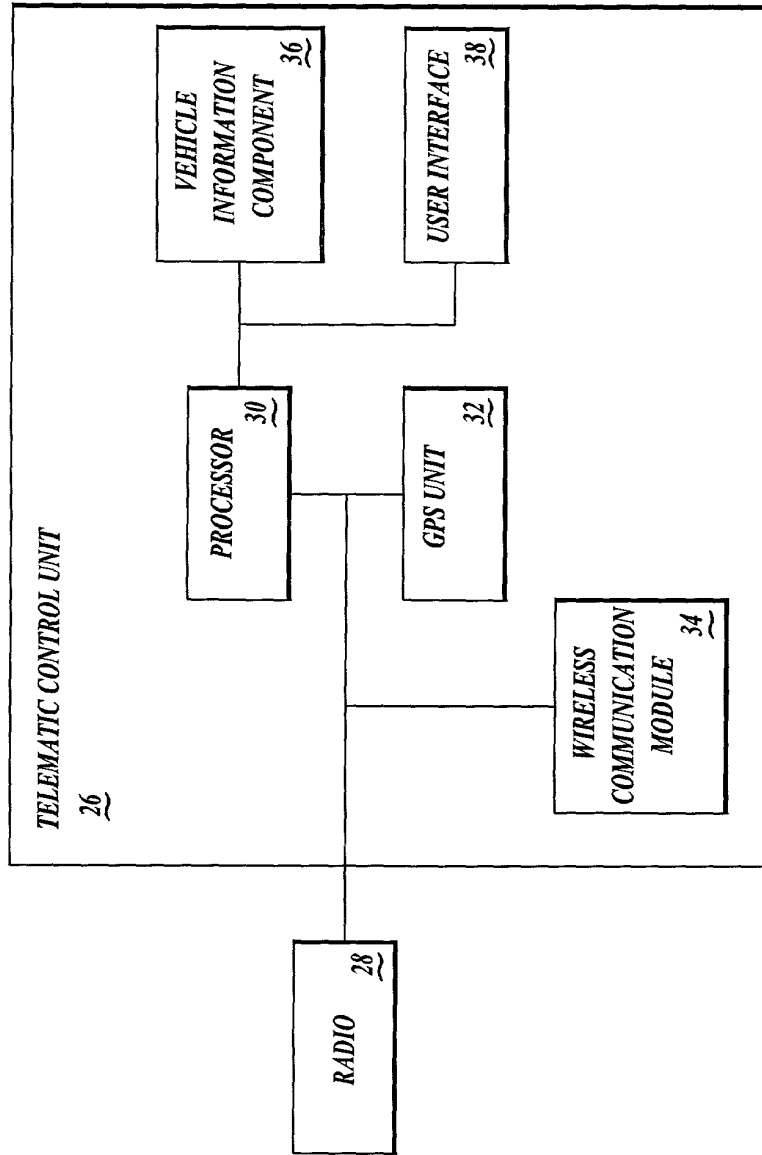 TELEMATIC CONTROL UNIT
26
RADIO
28
PROCESSOR
30
GPS UNIT
32
WIRELESS
COMMUNICATION
MODULE
34
VEHICLE
INFORMATION
COMPONENT
36
USER INTERFACE
38